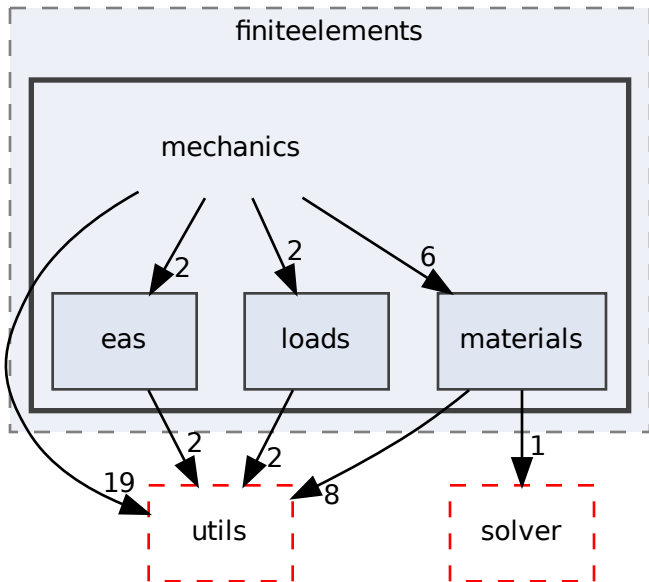 finiteelements
mechanics
2
2
6
eas
loads
materials
19
2
2
8
1
utils
solver